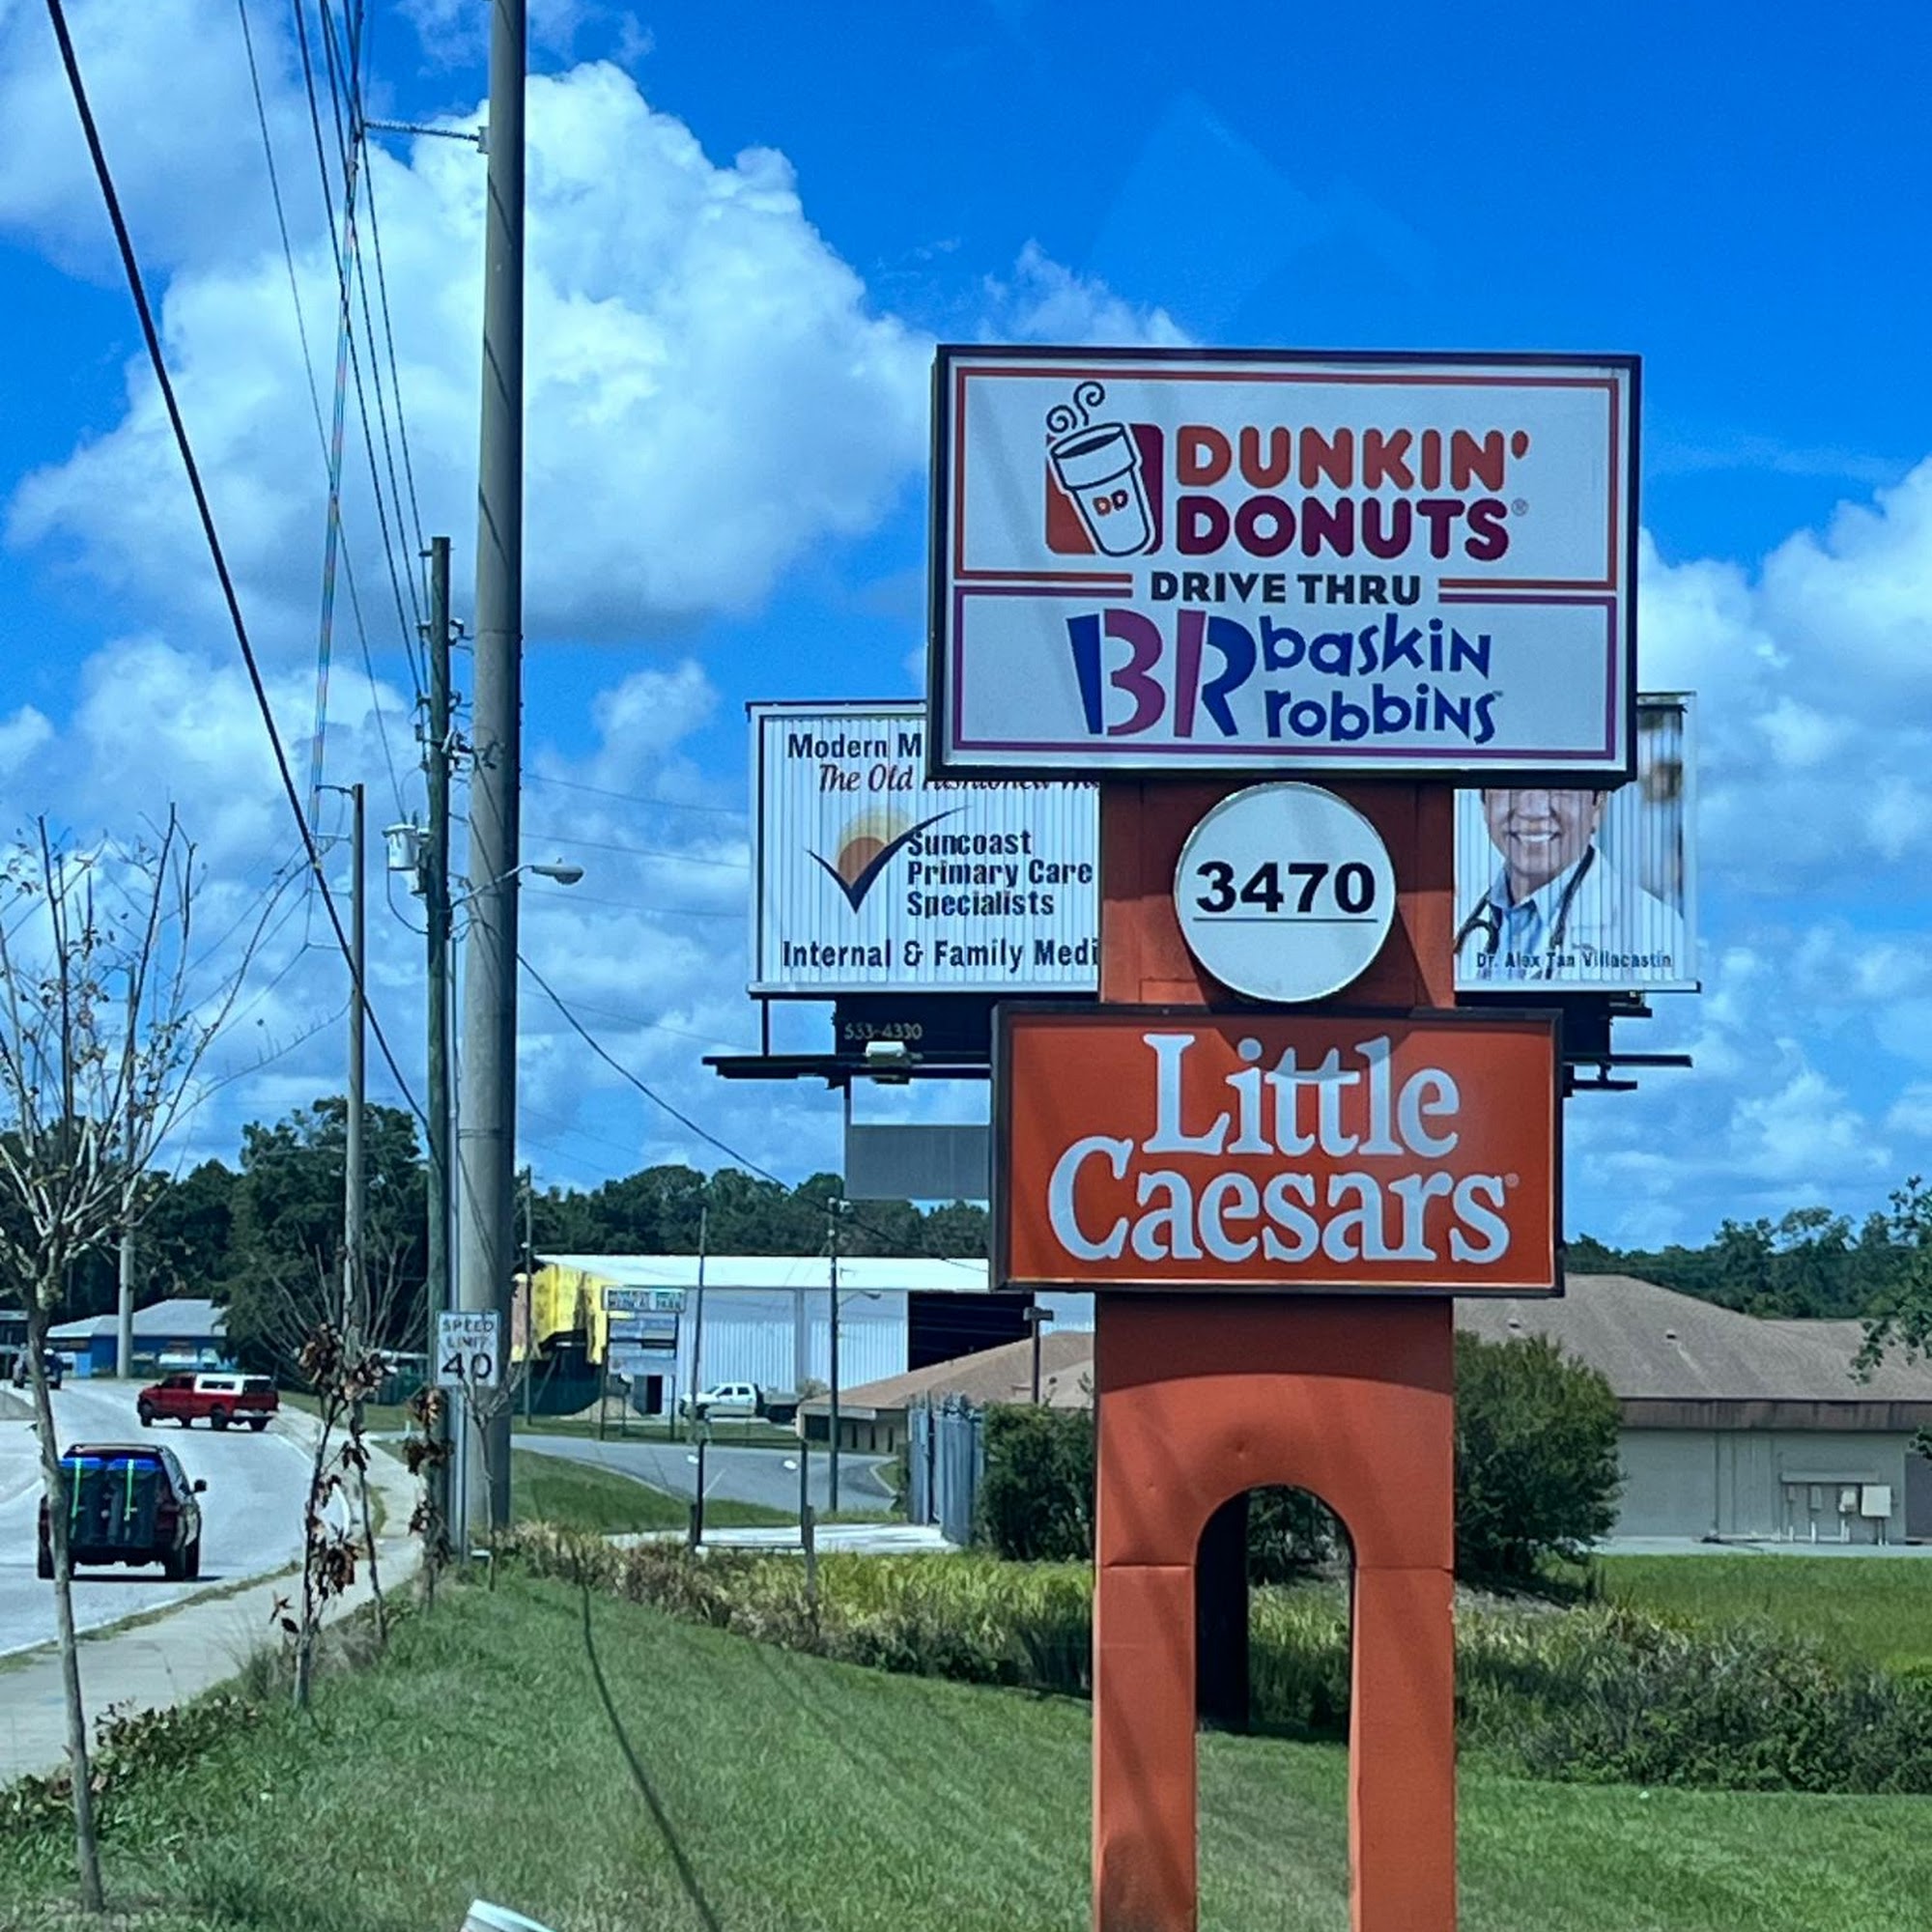 DD
DUNKIN'
DONUTS®
DRIVE THRU
BR baskin
robbins
Modern M
The Old
Suncoast
Primary Care
Specialists
Internal & Family Medi
Dr. Alex Tan Villacastin
533-4330
3470
Little
Caesars®
SPEED
LIMIT
40